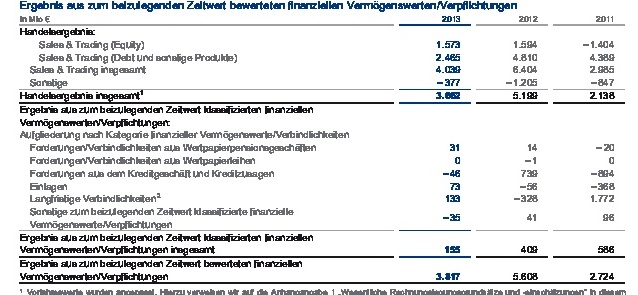 Ergebnis aus zum beizulegenden Zeitwert bewerteten finanziellen Vermögenswerten/Verpflichtungen
in Mio € 2013 2012 2011
Handelsergebnis:
Sales & Trading (Equity) 1.573 1.594 –1.404
Sales & Trading (Debt und sonstige Produkte) 2.465 4.810 4.389
Sales & Trading insgesamt 4.039 6.404 2.985
Sonstige –377 –1.205 –847
Handelsergebnis insgesamt¹ 3.662 5.199 2.138
Ergebnis aus zum beizulegenden Zeitwert klassifizierten finanziellen
Vermögenswerten/Verpflichtungen:
Aufgliederung nach Kategorie finanzieller Vermögenswerte/Verbindlichkeiten
Forderungen/Verbindlichkeiten aus Wertpapierpensionsgeschäften 31 14 –20
Forderungen/Verbindlichkeiten aus Wertpapierleihen 0 –1 0
Forderungen aus dem Kreditgeschäft und Kreditzusagen –46 739 –894
Einlagen 73 –56 –368
Langfristige Verbindlichkeiten² 133 –328 1.772
Sonstige zum beizulegenden Zeitwert klassifizierte finanzielle
Vermögenswerte/Verpflichtungen –35 41 96
Ergebnis aus zum beizulegenden Zeitwert klassifizierten finanziellen
Vermögenswerten/Verpflichtungen insgesamt 155 409 586
Ergebnis aus zum beizulegenden Zeitwert bewerteten finanziellen
Vermögenswerten/Verpflichtungen 3.817 5.608 2.724
¹ Vorjahreswerte wurden angepasst. Hierzu verweisen wir auf die Anhangangabe 1 „Wesentliche Rechnungslegungsgrundsätze und -einschätzungen" in diesem